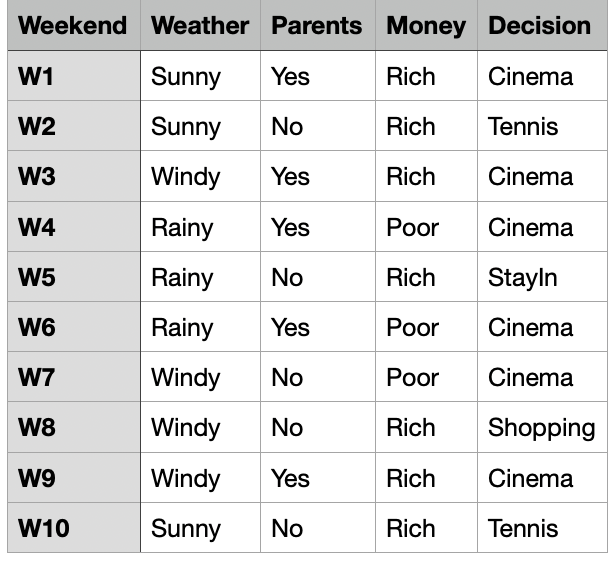 Weekend Weather Parents Money Decision
W1 Sunny Yes Rich Cinema
W2 Sunny No Rich Tennis
W3 Windy Yes Rich Cinema
W4 Rainy Yes Poor Cinema
W5 Rainy No Rich StayIn
W6 Rainy Yes Poor Cinema
W7 Windy No Poor Cinema
W8 Windy No Rich Shopping
W9 Windy Yes Rich Cinema
W10 Sunny No Rich Tennis